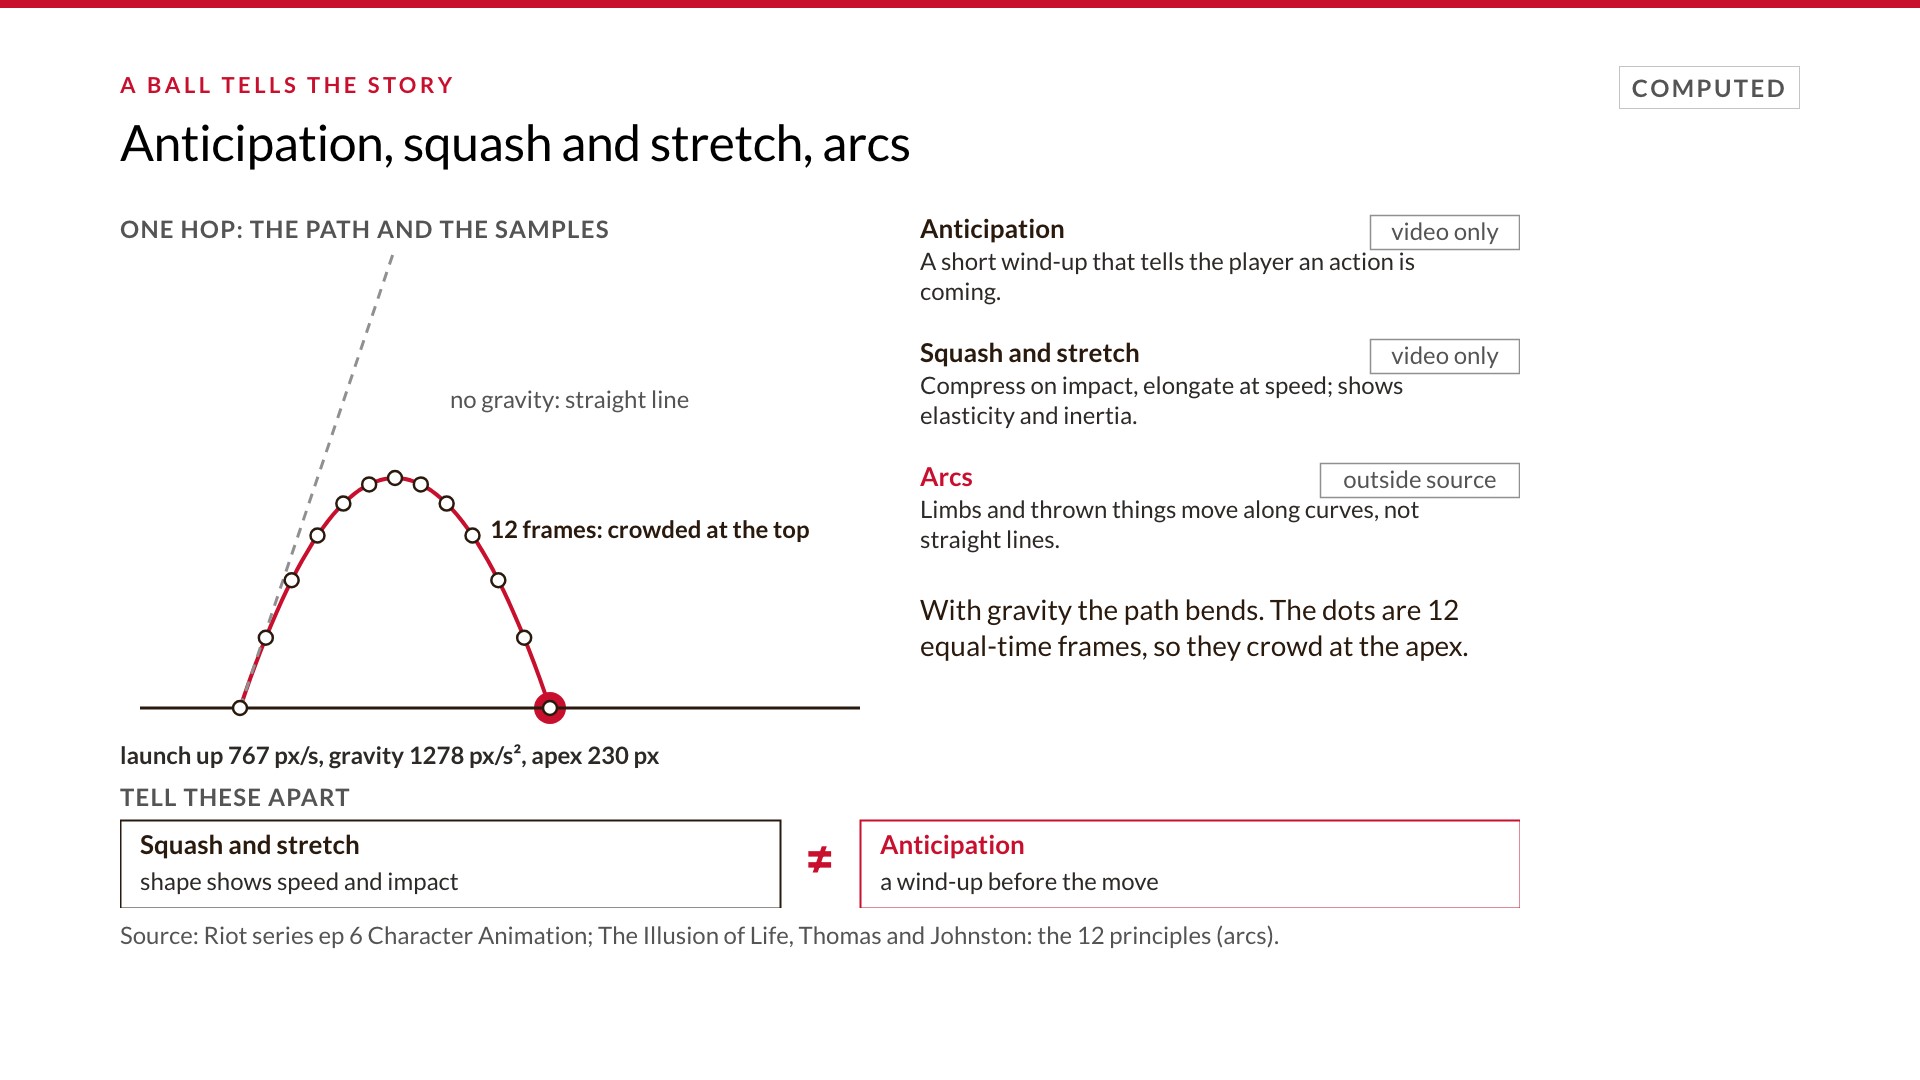 A BALL TELLS THE STORY
COMPUTED
Anticipation, squash and stretch, arcs
ONE HOP: THE PATH AND THE SAMPLES
no gravity: straight line
12 frames: crowded at the top
launch up 767 px/s, gravity 1278 px/s², apex 230 px
Anticipation
video only
A short wind-up that tells the player an action is
coming.
Squash and stretch
video only
Compress on impact, elongate at speed; shows
elasticity and inertia.
Arcs
outside source
Limbs and thrown things move along curves, not
straight lines.
With gravity the path bends. The dots are 12
equal-time frames, so they crowd at the apex.
TELL THESE APART
Squash and stretch
shape shows speed and impact
≠
Anticipation
a wind-up before the move
Source: Riot series ep 6 Character Animation; The Illusion of Life, Thomas and Johnston: the 12 principles (arcs).